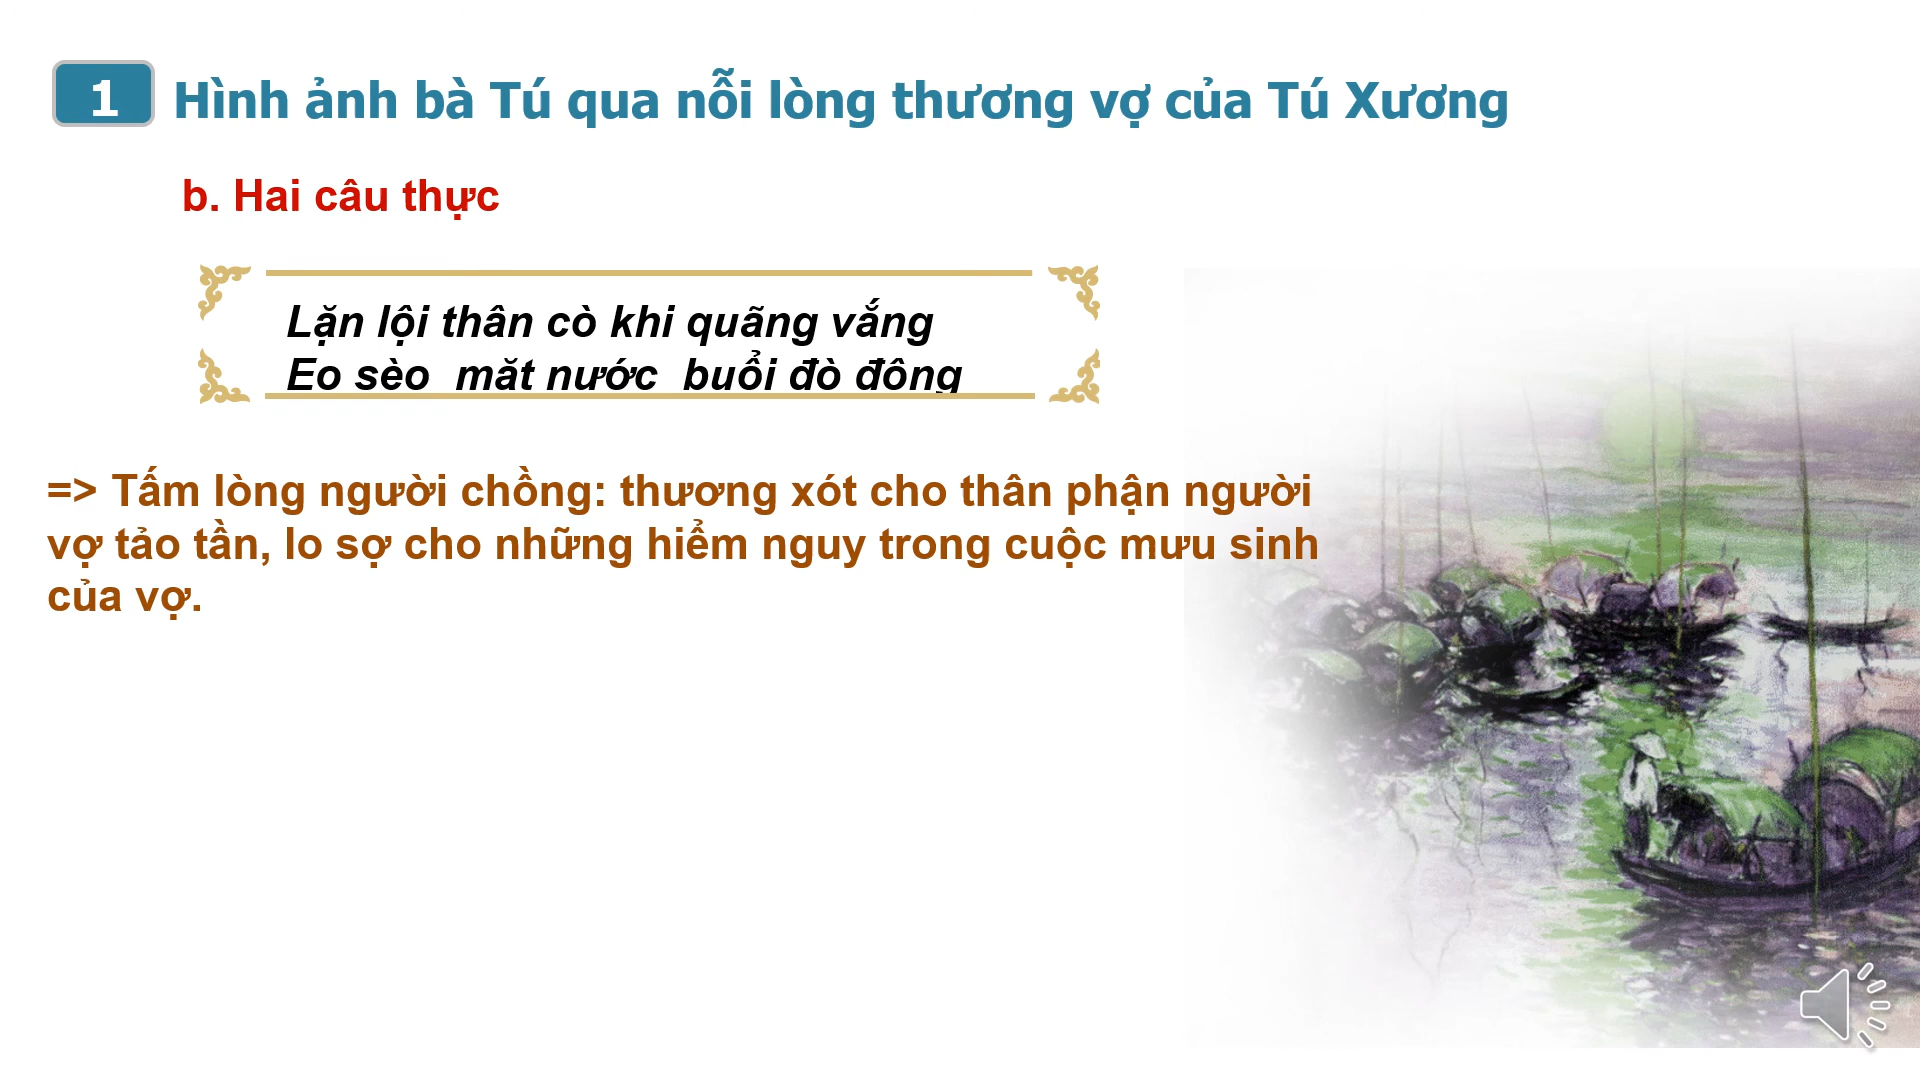 1 Hình ảnh bà Tú qua nỗi lòng thương vợ của Tú Xương
b. Hai câu thực
Lặn lội thân cò khi quãng vắng
Eo sèo mặt nước buổi đò đông
=> Tấm lòng người chồng: thương xót cho thân phận người
vợ tảo tần, lo sợ cho những hiểm nguy trong cuộc mưu sinh
của vợ.